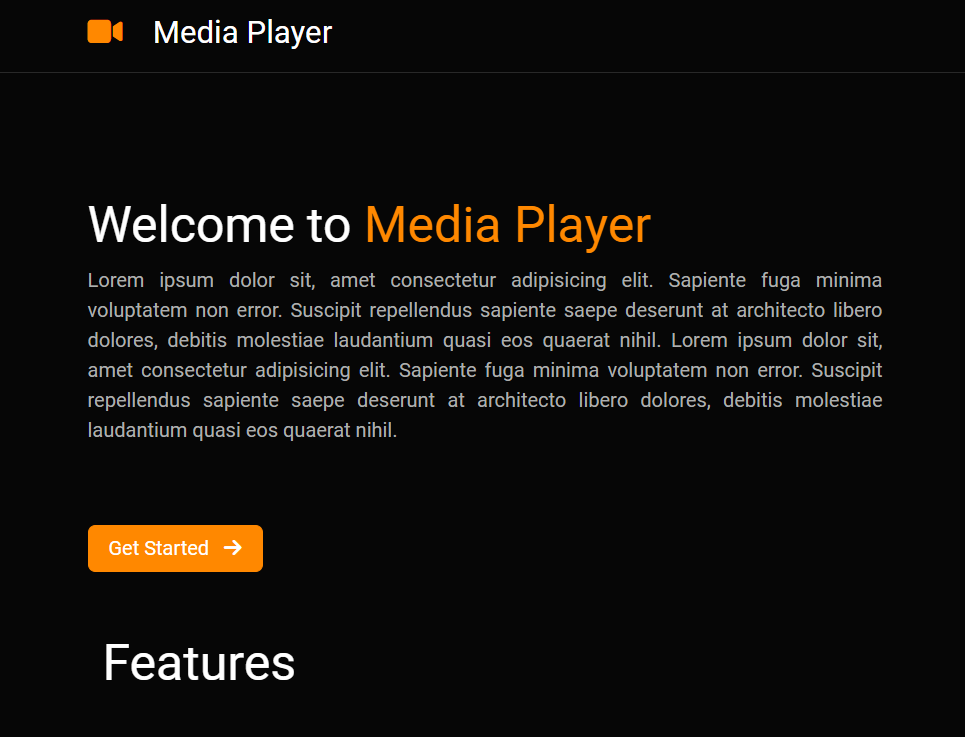 Media Player
Welcome to Media Player
Lorem ipsum dolor sit, amet consectetur adipisicing elit. Sapiente fuga minima
voluptatem non error. Suscipit repellendus sapiente saepe deserunt at architecto libero
dolores, debitis molestiae laudantium quasi eos quaerat nihil. Lorem ipsum dolor sit,
amet consectetur adipisicing elit. Sapiente fuga minima voluptatem non error. Suscipit
repellendus sapiente saepe deserunt at architecto libero dolores, debitis molestiae
laudantium quasi eos quaerat nihil.
Get Started
Features